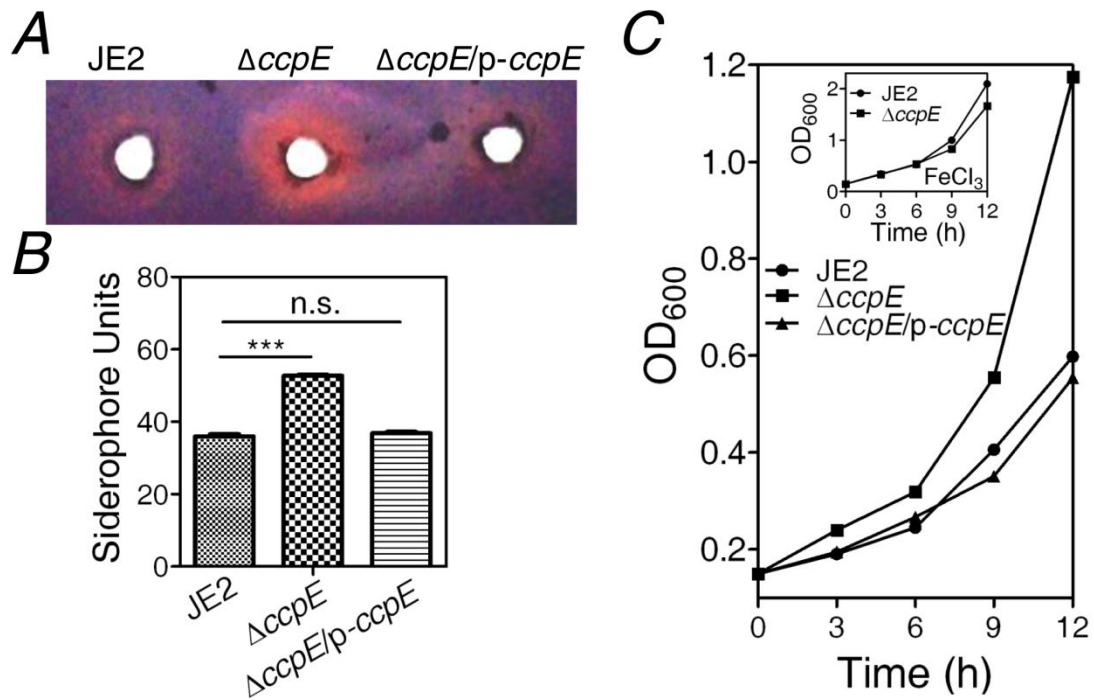 A
JE2 ΔccpE ΔccpE/p-ccpE
B
Siderophore Units
80
60
40
20
0
n.s.
***
JE2
ΔccpE
ΔccpE/p-ccpE
C
OD600
1.2
1.0
0.8
0.6
0.4
0.2
0 3 6 9 12
Time (h)
JE2
ΔccpE
ΔccpE/p-ccpE
OD600
2
1
0
JE2
ΔccpE
FeCl3
0 3 6 9 12
Time (h)